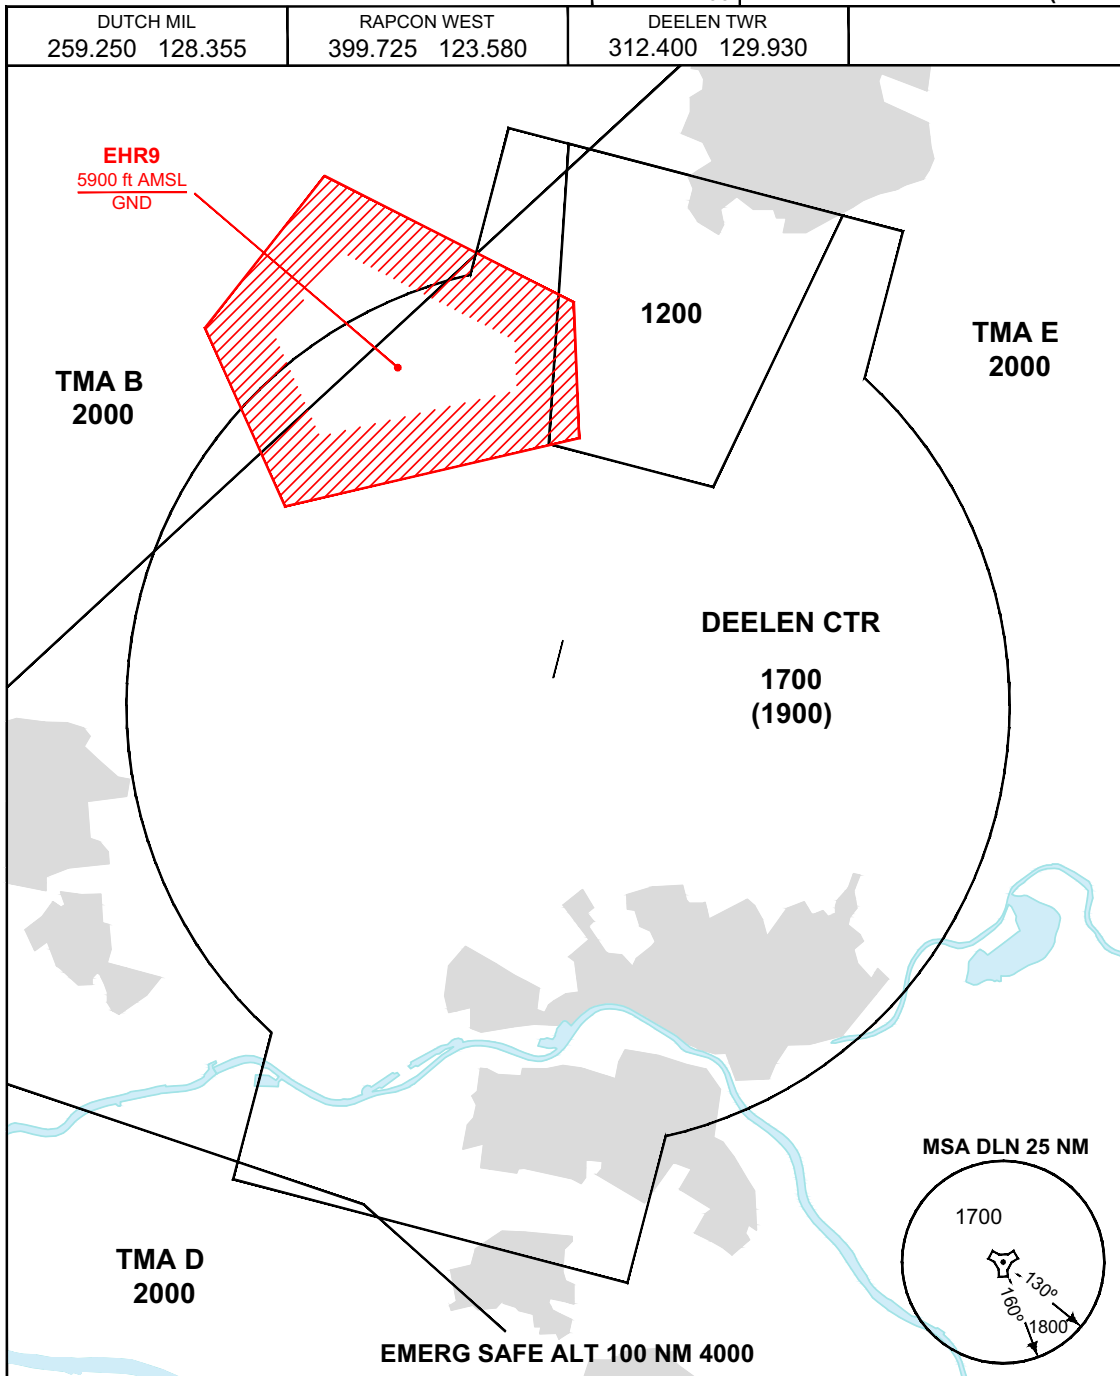 DUTCH MIL
259.250 128.355
RAPCON WEST
399.725 123.580
DEELEN TWR
312.400 129.930
EHR9
5900 ft AMSL
GND
1200
TMA E
2000
TMA B
2000
DEELEN CTR
1700
(1900)
MSA DLN 25 NM
1700
130°
160°
1800
TMA D
2000
EMERG SAFE ALT 100 NM 4000